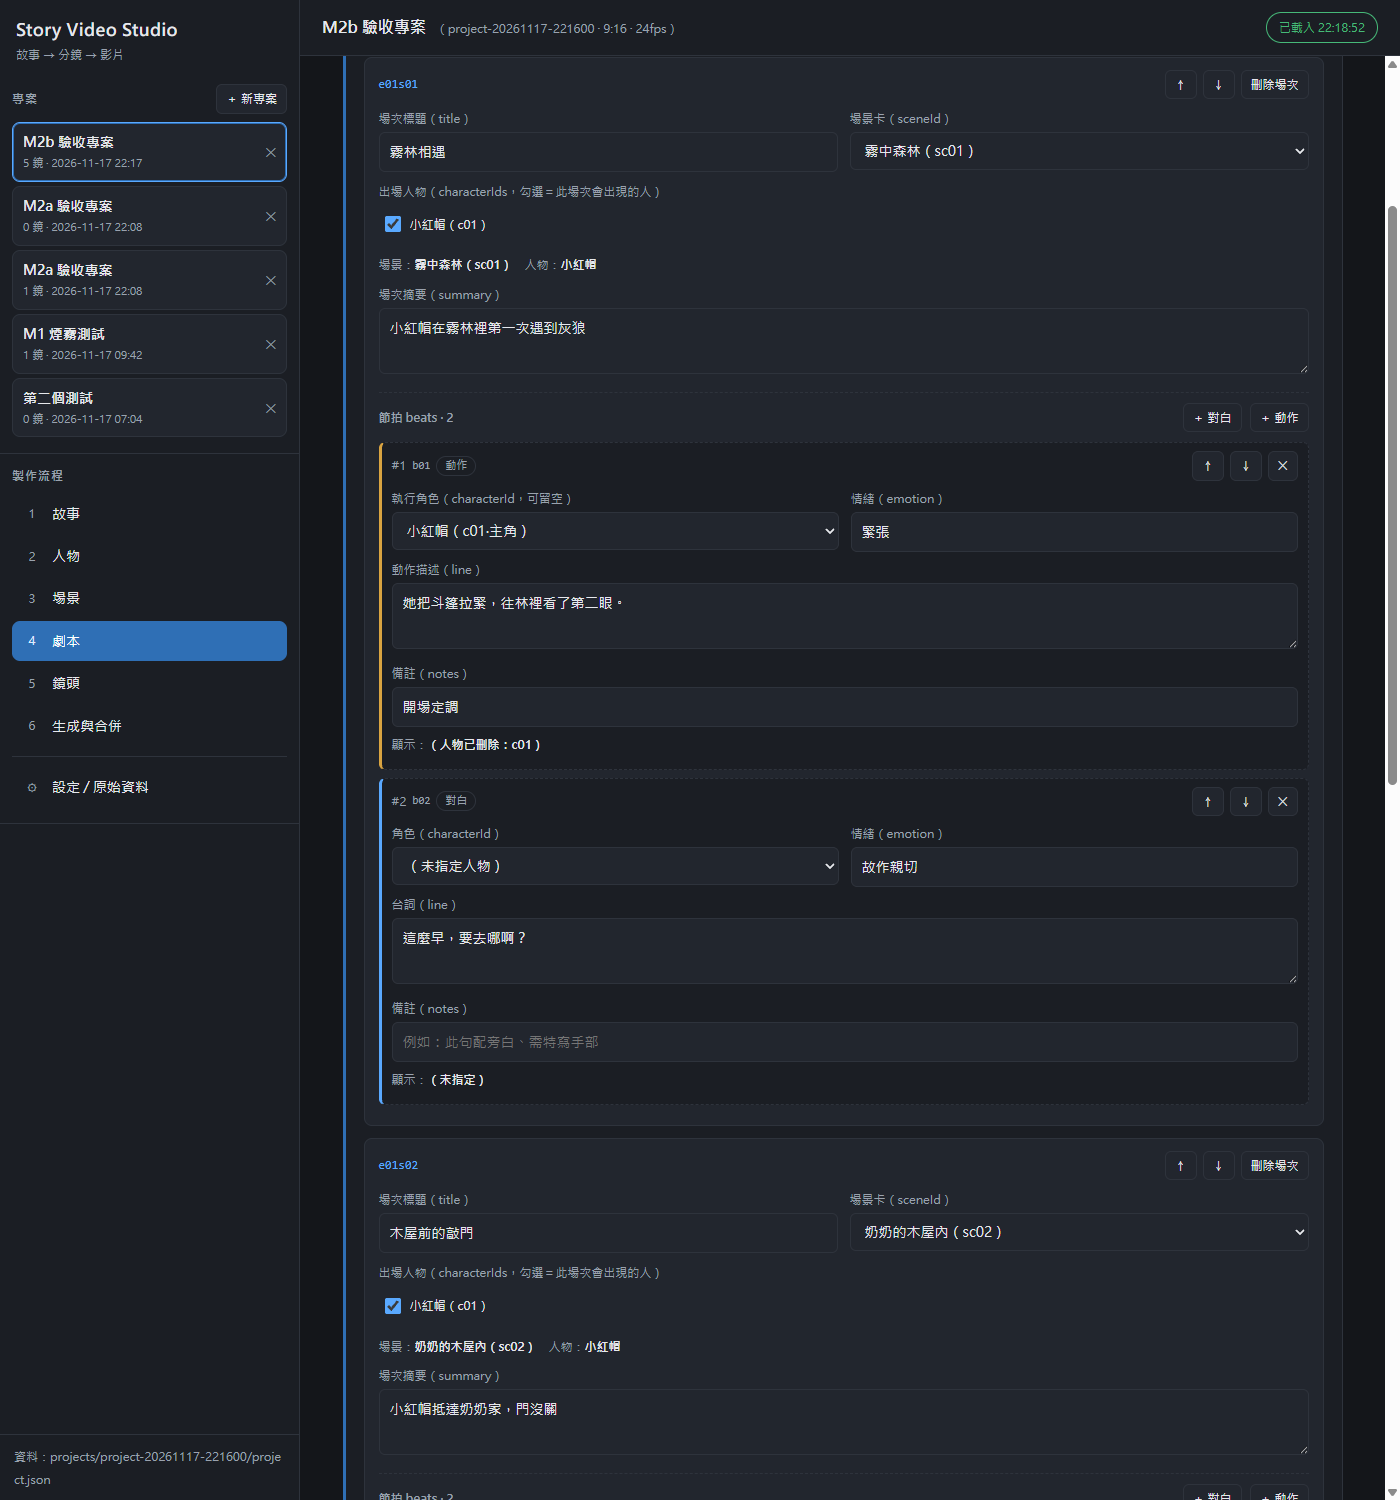 Story Video Studio
故事 → 分鏡 → 影片
專案
+ 新專案
M2b 驗收專案
5 鏡 · 2026-11-17 22:17
M2a 驗收專案
0 鏡 · 2026-11-17 22:08
M2a 驗收專案
1 鏡 · 2026-11-17 22:08
M1 煙霧測試
1 鏡 · 2026-11-17 09:42
第二個測試
0 鏡 · 2026-11-17 07:04
製作流程
1 故事
2 人物
3 場景
4 劇本
5 鏡頭
6 生成與合併
設定 / 原始資料
資料：projects/project-20261117-221600/proje
ct.json
M2b 驗收專案 （project-20261117-221600 · 9:16 · 24fps）
已載入 22:18:52
e01s01
↑ ↓ 刪除場次
場次標題（title）
場景卡（sceneId）
霧林相遇
霧中森林（sc01）
出場人物（characterIds，勾選＝此場次會出現的人）
小紅帽（c01）
場景：霧中森林（sc01） 人物：小紅帽
場次摘要（summary）
小紅帽在霧林裡第一次遇到灰狼
節拍 beats · 2
+ 對白 + 動作
#1 b01 動作
↑ ↓ ✕
執行角色（characterId，可留空）
情緒（emotion）
小紅帽（c01·主角）
緊張
動作描述（line）
她把斗篷拉緊，往林裡看了第二眼。
備註（notes）
開場定調
顯示：（人物已刪除：c01）
#2 b02 對白
↑ ↓ ✕
角色（characterId）
情緒（emotion）
（未指定人物）
故作親切
台詞（line）
這麼早，要去哪啊？
備註（notes）
例如：此句配旁白、需特寫手部
顯示：（未指定）
e01s02
↑ ↓ 刪除場次
場次標題（title）
場景卡（sceneId）
木屋前的敲門
奶奶的木屋內（sc02）
出場人物（characterIds，勾選＝此場次會出現的人）
小紅帽（c01）
場景：奶奶的木屋內（sc02） 人物：小紅帽
場次摘要（summary）
小紅帽抵達奶奶家，門沒關
節拍 beats · 2
+ 對白 + 動作